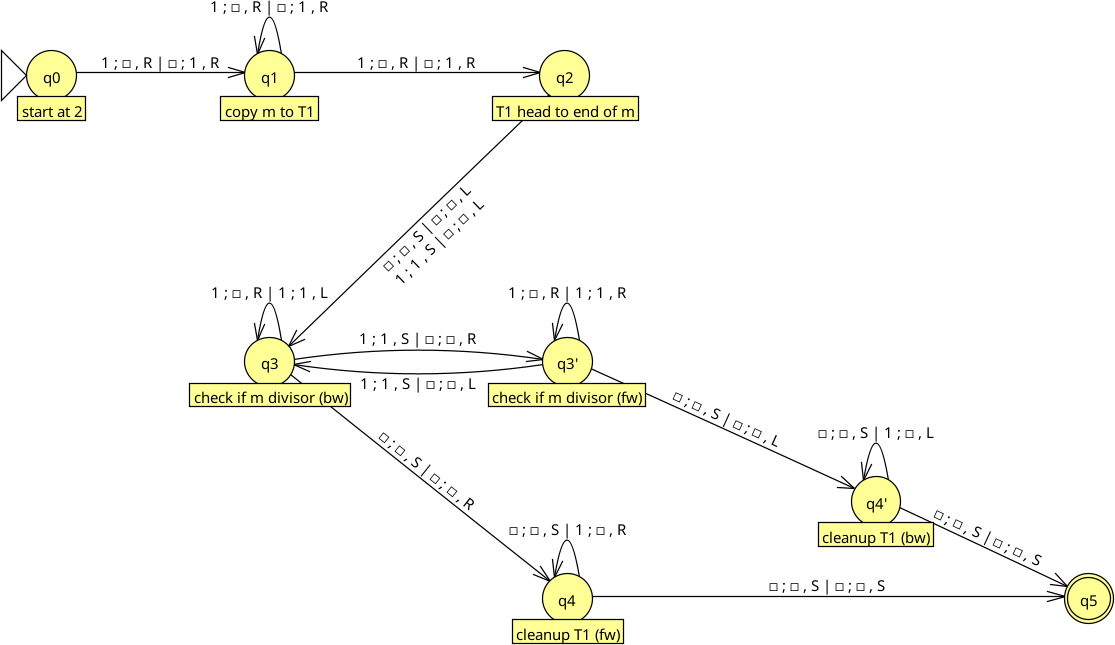 1 ; □ , R | □ ; 1 , R
1 ; □ , R | □ ; 1 , R
1 ; □ , R | □ ; 1 , R
q0
q1
q2
start at 2
copy m to T1
T1 head to end of m
□ ; □ , S | □ ; □ , L
1 ; 1 , S | □ ; □ , L
1 ; □ , R | 1 ; 1 , L
1 ; □ , R | 1 ; 1 , R
1 ; 1 , S | □ ; □ , R
q3
q3'
1 ; 1 , S | □ ; □ , L
check if m divisor (bw)
check if m divisor (fw)
□ ; □ , S | □ ; □ , L
□ ; □ , S | 1 ; □ , L
□ ; □ , S | □ ; □ , R
q4'
cleanup T1 (bw)
□ ; □ , S | □ ; □ , S
□ ; □ , S | 1 ; □ , R
□ ; □ , S | □ ; □ , S
q4
q5
cleanup T1 (fw)